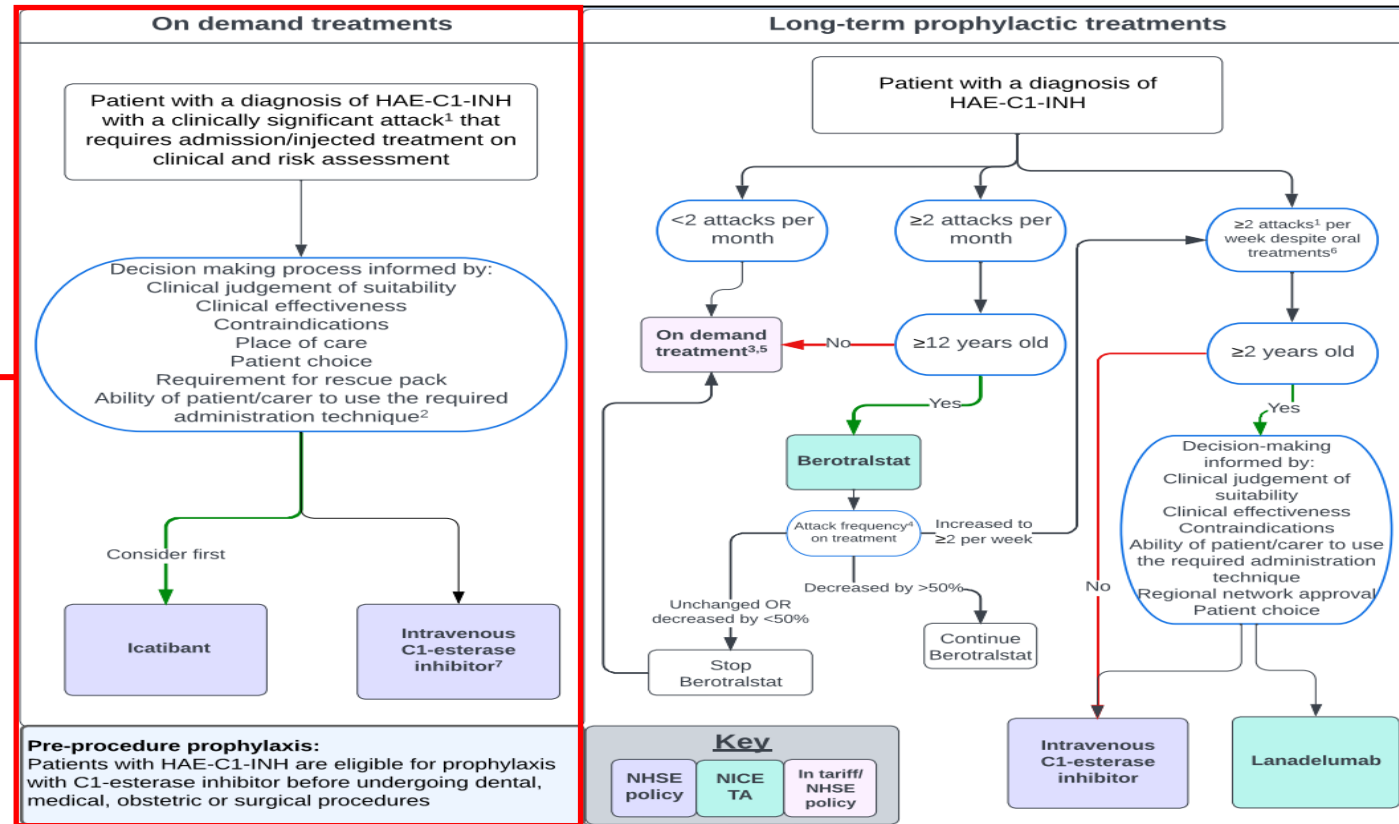 On demand treatments
Patient with a diagnosis of HAE-C1-INH
with a clinically significant attack¹ that
requires admission/injected treatment on
clinical and risk assessment
Decision making process informed by:
Clinical judgement of suitability
Clinical effectiveness
Contraindications
Place of care
Patient choice
Requirement for rescue pack
Ability of patient/carer to use the required
administration technique²
Consider first
Icatibant
Intravenous
C1-esterase
inhibitor⁷
Pre-procedure prophylaxis:
Patients with HAE-C1-INH are eligible for prophylaxis
with C1-esterase inhibitor before undergoing dental,
medical, obstetric or surgical procedures
Long-term prophylactic treatments
Patient with a diagnosis of
HAE-C1-INH
<2 attacks per
month
≥2 attacks per
month
≥2 attacks¹ per
week despite oral
treatments⁶
On demand
treatment³,⁵
No
≥12 years old
≥2 years old
Yes
Yes
Berotralstat
Decision-making
informed by:
Clinical judgement of
suitability
Clinical effectiveness
Contraindications
Ability of patient/carer to use
the required administration
technique
Regional network approval
Patient choice
Attack frequency⁴
on treatment
Increased to
≥2 per week
Decreased by >50%
No
Unchanged OR
decreased by <50%
Continue
Berotralstat
Stop
Berotralstat
Intravenous
C1-esterase
inhibitor
Lanadelumab
Key
NHSE
policy
NICE
TA
In tariff/
NHSE
policy